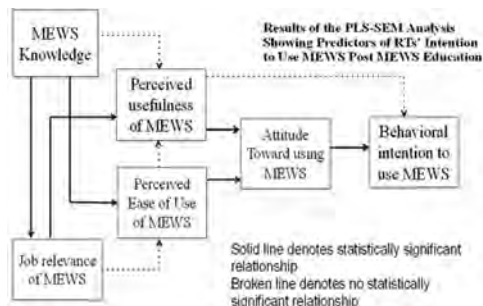 MEWS
Knowledge
Results of the PLS-SEM Analysis
Showing Predictors of RTs' Intention
to Use MEWS Post MEWS Education
Perceived
usefulness
of MEWS
Attitude
Toward using
MEWS
Behavioral
intention to
use MEWS
Perceived
Ease of Use
of MEWS
Job relevance
of MEWS
Solid line denotes statistically significant
relationship
Broken line denotes no statistically
significant relationship